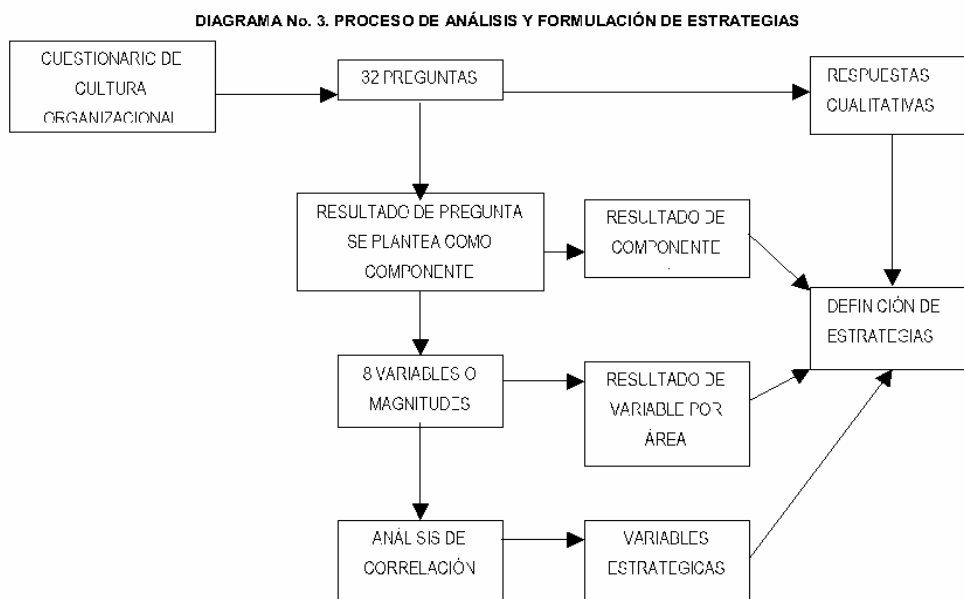 DIAGRAMA No. 3. PROCESO DE ANÁLISIS Y FORMULACIÓN DE ESTRATEGIAS
CUESTIONARIC DE
CULTURA
ORGANIZACIONAL
32 PREGUNTAS
RESPUESTAS
CUALITATIVAS
RESULTADO DE PREGUNTA
SE PLANTEA COMO
COMPONENTE
RESULTADO DE
COMPONENTE
DEFINICIÓN DE
ESTRATEGIAS
8 VARIABLES O
MAGNITUDES
RESULTADO DE
VARIABLE POR
ÁREA
ANÁLISIS DE
CORRELACIÓN
VARIABLES
ESTRATEGICAS